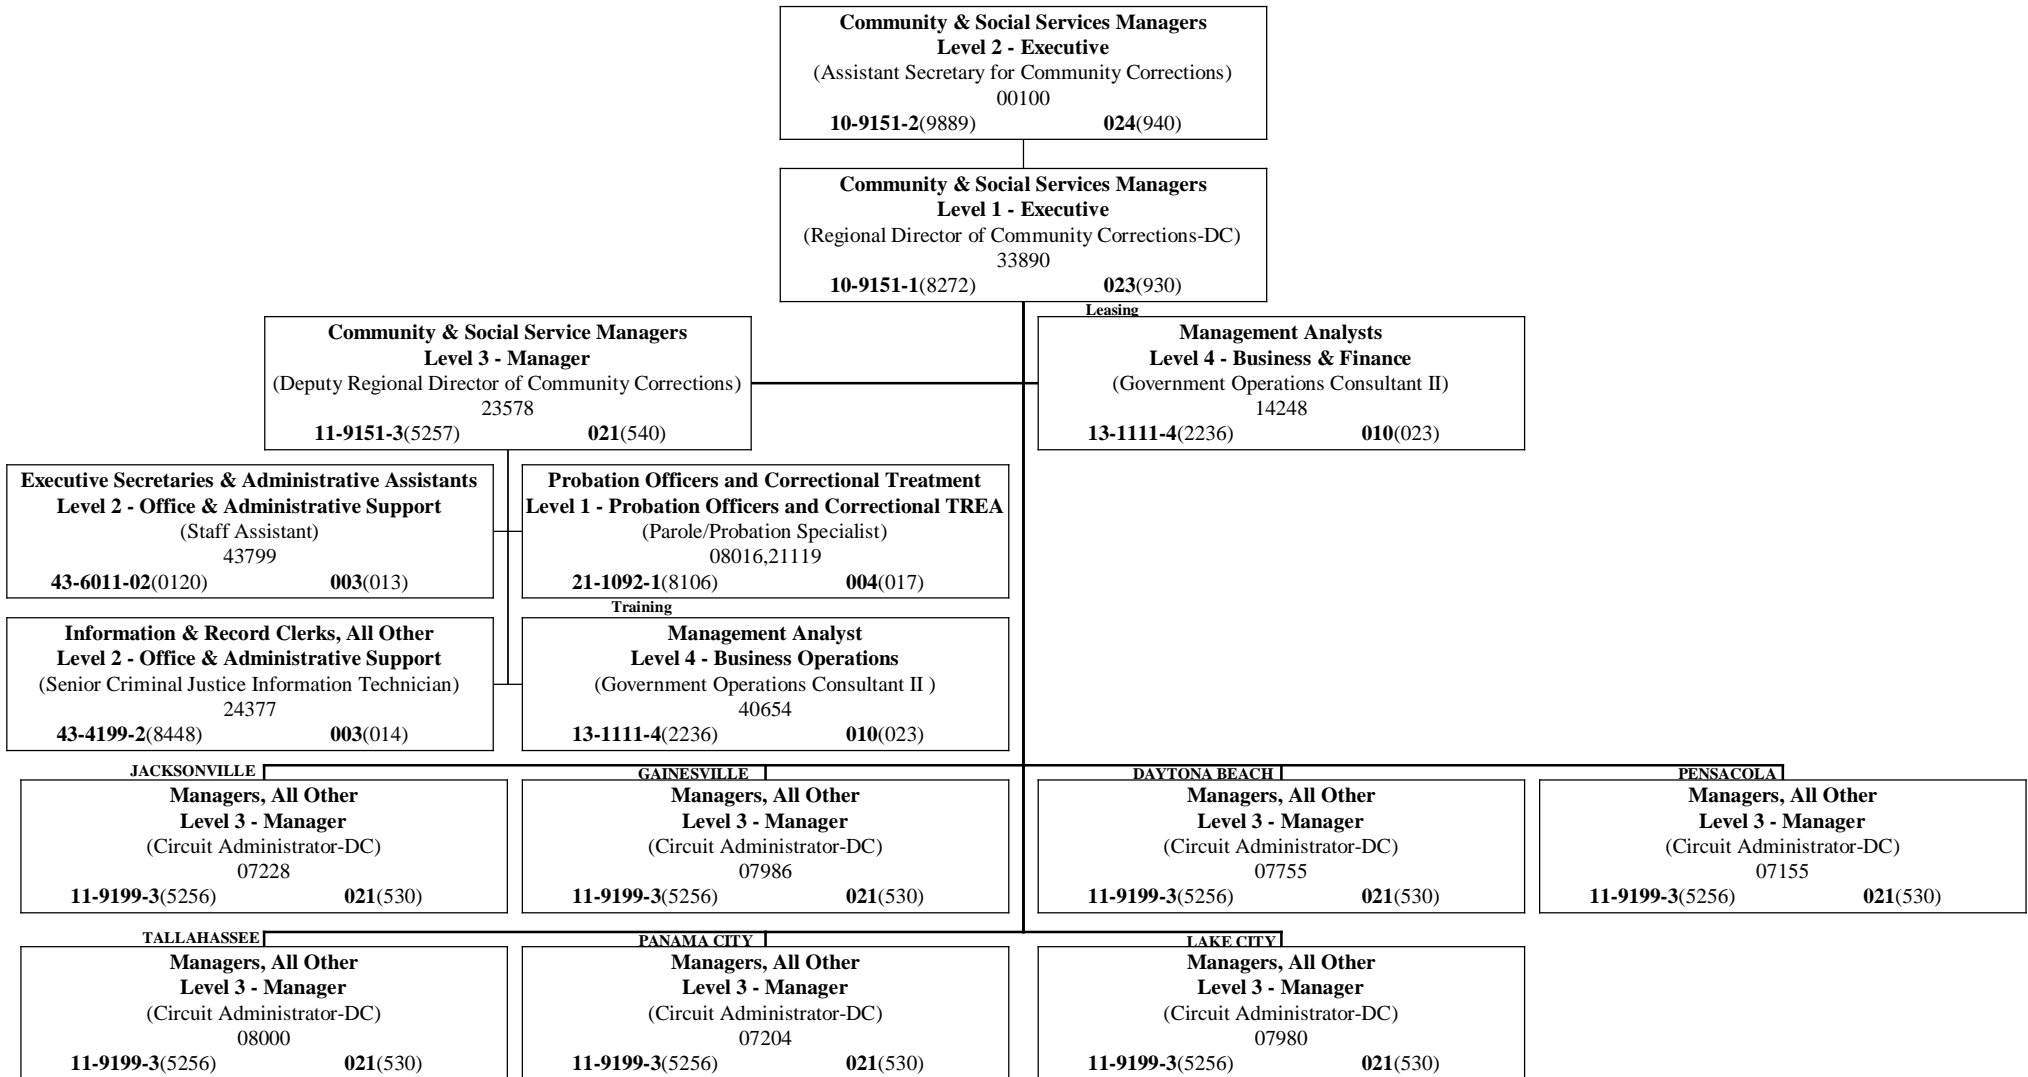 Community & Social Services Managers
Level 2 - Executive
(Assistant Secretary for Community Corrections)
00100
10-9151-2(9889) 024(940)
Community & Social Services Managers
Level 1 - Executive
(Regional Director of Community Corrections-DC)
33890
10-9151-1(8272) 023(930)
Community & Social Service Managers
Level 3 - Manager
(Deputy Regional Director of Community Corrections)
23578
11-9151-3(5257) 021(540)
Leasing
Management Analysts
Level 4 - Business & Finance
(Government Operations Consultant II)
14248
13-1111-4(2236) 010(023)
Executive Secretaries & Administrative Assistants
Level 2 - Office & Administrative Support
(Staff Assistant)
43799
43-6011-02(0120) 003(013)
Probation Officers and Correctional Treatment
Level 1 - Probation Officers and Correctional TREA
(Parole/Probation Specialist)
08016,21119
21-1092-1(8106) 004(017)
Information & Record Clerks, All Other
Level 2 - Office & Administrative Support
(Senior Criminal Justice Information Technician)
24377
43-4199-2(8448) 003(014)
Training
Management Analyst
Level 4 - Business Operations
(Government Operations Consultant II )
40654
13-1111-4(2236) 010(023)
JACKSONVILLE
Managers, All Other
Level 3 - Manager
(Circuit Administrator-DC)
07228
11-9199-3(5256) 021(530)
GAINESVILLE
Managers, All Other
Level 3 - Manager
(Circuit Administrator-DC)
07986
11-9199-3(5256) 021(530)
DAYTONA BEACH
Managers, All Other
Level 3 - Manager
(Circuit Administrator-DC)
07755
11-9199-3(5256) 021(530)
PENSACOLA
Managers, All Other
Level 3 - Manager
(Circuit Administrator-DC)
07155
11-9199-3(5256) 021(530)
TALLAHASSEE
Managers, All Other
Level 3 - Manager
(Circuit Administrator-DC)
08000
11-9199-3(5256) 021(530)
PANAMA CITY
Managers, All Other
Level 3 - Manager
(Circuit Administrator-DC)
07204
11-9199-3(5256) 021(530)
LAKE CITY
Managers, All Other
Level 3 - Manager
(Circuit Administrator-DC)
07980
11-9199-3(5256) 021(530)